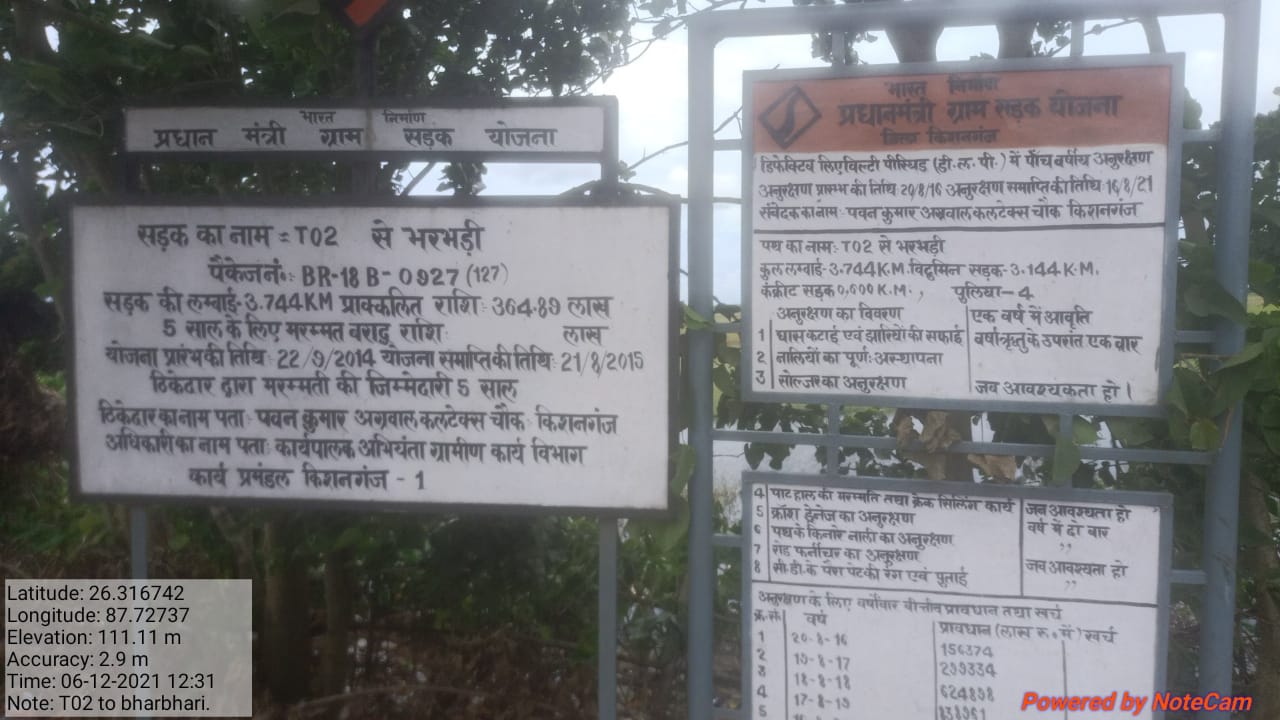 भारत निर्माण
प्रधान मंत्री ग्राम सड़क योजना
सड़क का नाम = T02 से भरभड़ी
पैकेज नं.: BR-18 B-0927 (127)
सड़क की लम्बाई-3.744KM प्राक्कलित राशि: 364.89 लाख
5 साल के लिए मरम्मत वराद्द राशि लाख
योजना प्रारंभ की तिथि: 22/9/2014 योजना समाप्ति की तिथि: 21/8/2015
ठिकेदार द्वारा मरम्मती की जिम्मेदारी 5 साल
ठिकेदार का नाम पता: पवन कुमार अग्रवाल कलटेक्स चौक: किशनगंज
अधिकारी का नाम पता: कार्यपालक अभियंता ग्रामीण कार्य विभाग
कार्य प्रमंडल किशनगंज - 1
भारत निर्माण
प्रधानमंत्री ग्राम सड़क योजना
जिला किशनगंज
डिफेक्टिव लिएविल्टी पीरियड (डी.ल.पी.) में पाँच वर्षीय अनुरक्षण
अनुरक्षण प्रारम्भ की तिथि: 20/8/16 अनुरक्षण समाप्ति की तिथि: 16/8/21
संवेदक का नाम: पवन कुमार अग्रवाल कलटेक्स चौक किशनगंज
पथ का नाम: T02 से भरभड़ी
कुल लम्बाई-3.744K.M. विटुमिन सड़क-3.144K.M.
कंक्रीट सड़क 0.600K.M., पुलिया-4
अनुरक्षण का विवरण एक वर्ष में आवृति
1 घास कटाई एवं झारियों की सफाई वर्षा ऋृतु के उपरांत एक बार
2 नालियों का पूर्ण: अस्थापना
3 सोल्जर का अनुरक्षण जब आवश्यकता हो।
4 पाट हाल की मरम्मति तथा क्रेक सिलिंग कार्य जब आवश्यता हो
5 क्रॉश ड्रेनेज का अनुरक्षण वर्ष में दो बार
6 पथ के किनोर नाली का अनुरक्षण ,,
7 रोड फर्नीचर का अनुरक्षण जब आवश्यता हो
8 सी.डी. के पेरा पेट की रंग एवं पुताई ,,
अनुरक्षण के लिए वर्षावार वीत्तीव प्रावधान तथा खर्च
क्र.सं. वर्ष प्रावधान (लास रु. में) खर्च
1 20-8-16 156374
2 19-8-17 299334
3 18-8-18
4 17-8-19 624898
5 838961
Latitude: 26.316742
Longitude: 87.72737
Elevation: 111.11 m
Accuracy: 2.9 m
Time: 06-12-2021 12:31
Note: T02 to bharbhari.
Powered by NoteCam